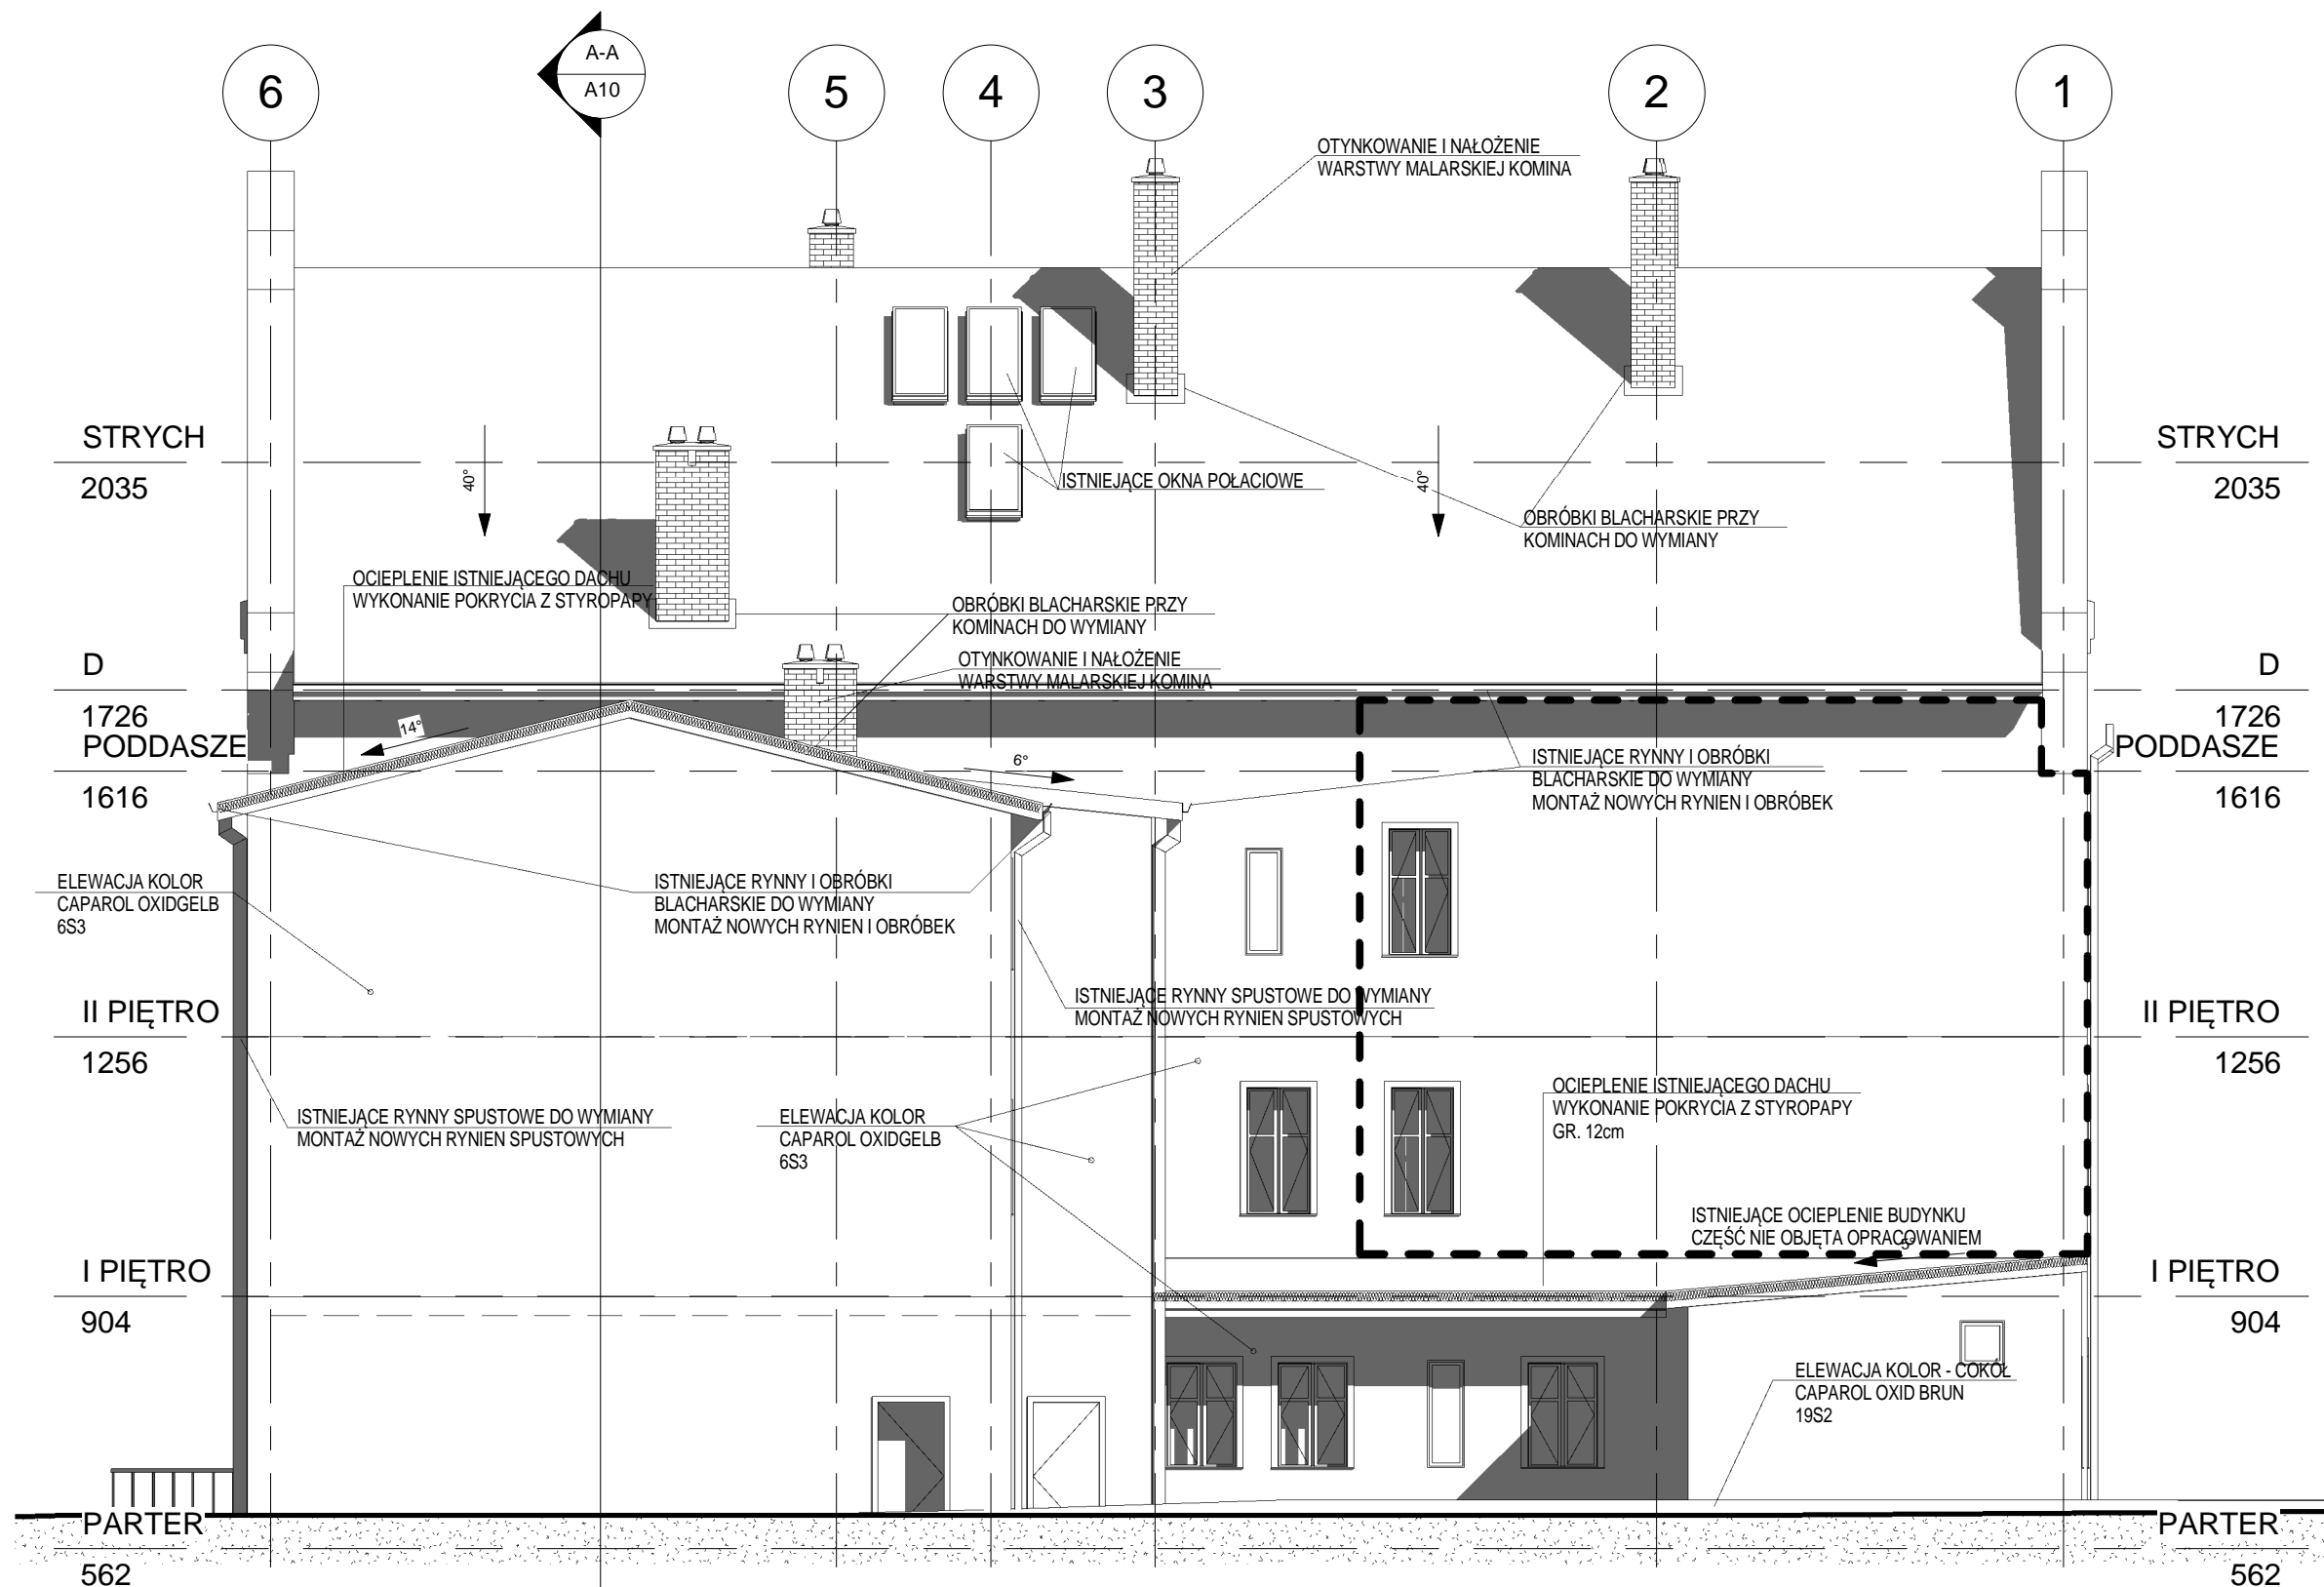 6
A-A
A10
5
4
3
2
1
OTYNKOWANIE I NAŁOŻENIE
WARSTWY MALARSKIEJ KOMINA
STRYCH
2035
40°
ISTNIEJĄCE OKNA POŁACIOWE
40°
STRYCH
2035
OBRÓBKI BLACHARSKIE PRZY
KOMINACH DO WYMIANY
OCIEPLENIE ISTNIEJĄCEGO DACHU
WYKONANIE POKRYCIA Z STYROPAPY
OBRÓBKI BLACHARSKIE PRZY
KOMINACH DO WYMIANY
OTYNKOWANIE I NAŁOŻENIE
WARSTWY MALARSKIEJ KOMINA
D
1726
PODDASZE
1616
14°
6°
D
1726
PODDASZE
1616
ISTNIEJĄCE RYNNY I OBRÓBKI
BLACHARSKIE DO WYMIANY
MONTAŻ NOWYCH RYNIEN I OBRÓBEK
ELEWACJA KOLOR
CAPAROL OXIDGELB
6S3
ISTNIEJĄCE RYNNY I OBRÓBKI
BLACHARSKIE DO WYMIANY
MONTAŻ NOWYCH RYNIEN I OBRÓBEK
ISTNIEJĄCE RYNNY SPUSTOWE DO WYMIANY
MONTAŻ NOWYCH RYNIEN SPUSTOWYCH
II PIĘTRO
1256
II PIĘTRO
1256
ISTNIEJĄCE RYNNY SPUSTOWE DO WYMIANY
MONTAŻ NOWYCH RYNIEN SPUSTOWYCH
ELEWACJA KOLOR
CAPAROL OXIDGELB
6S3
OCIEPLENIE ISTNIEJĄCEGO DACHU
WYKONANIE POKRYCIA Z STYROPAPY
GR. 12cm
ISTNIEJĄCE OCIEPLENIE BUDYNKU
CZĘŚĆ NIE OBJĘTA OPRACOWANIEM
5°
I PIĘTRO
904
I PIĘTRO
904
ELEWACJA KOLOR - COKÓŁ
CAPAROL OXID BRUN
19S2
PARTER
562
PARTER
562